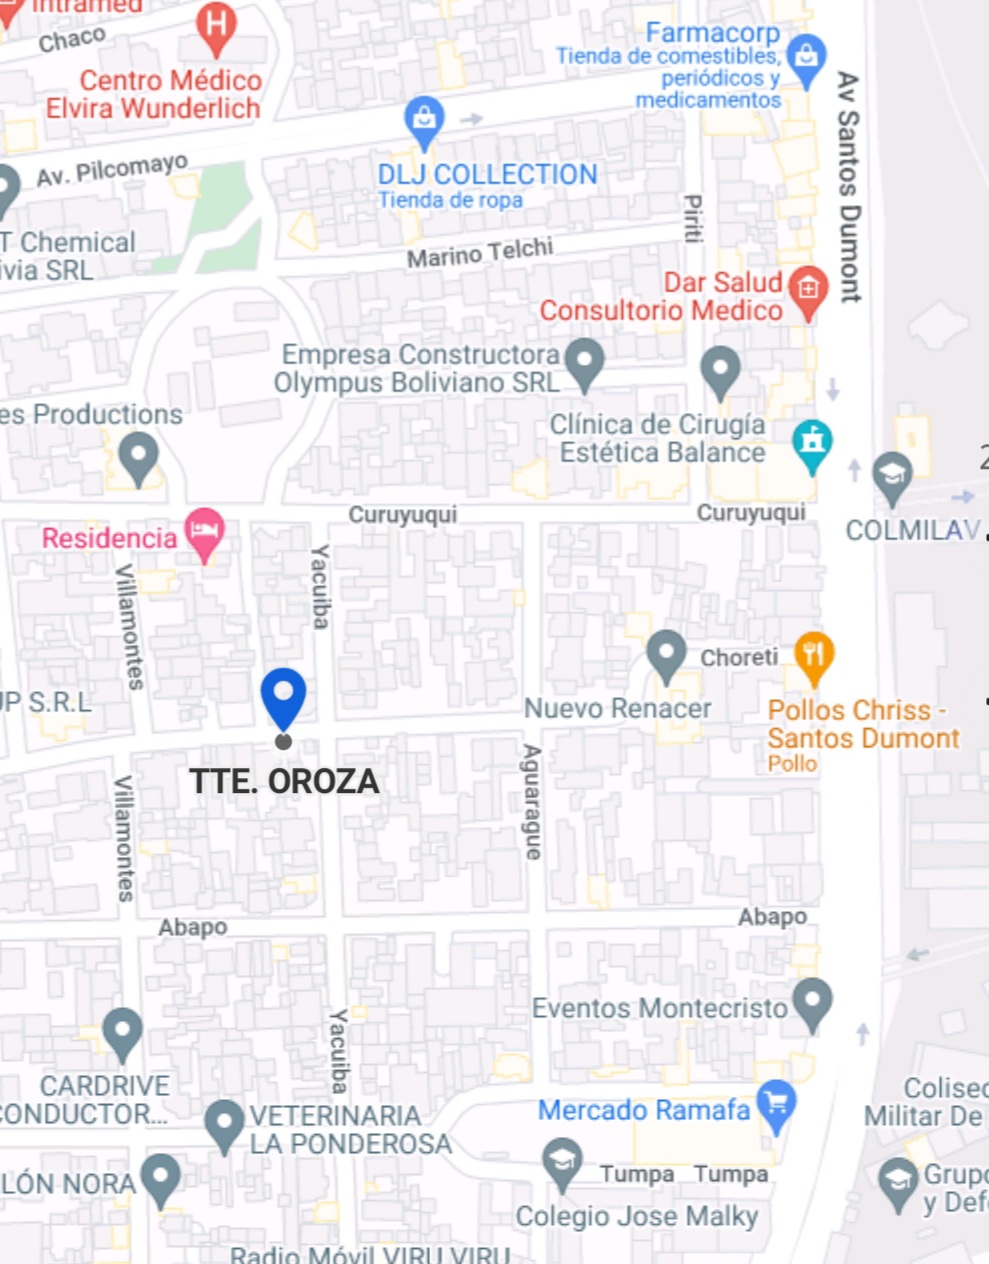 Intramed
Chaco
Centro Médico
Elvira Wunderlich
Farmacorp
Tienda de comestibles,
periódicos y
medicamentos
Av Santos Dumont
Av. Pilcomayo
DLJ COLLECTION
Tienda de ropa
T Chemical
ivia SRL
Piriti
Marino Telchi
Dar Salud
Consultorio Medico
Empresa Constructora
Olympus Boliviano SRL
es Productions
Clínica de Cirugía
Estética Balance
2
Curuyuqui
Curuyuqui
COLMILAV
Residencia
Yacuiba
Villamontes
Choreti
UP S.R.L
Nuevo Renacer
Pollos Chriss -
Santos Dumont
Pollo
TTE. OROZA
Aguarague
Villamontes
Abapo
Abapo
Eventos Montecristo
Yacuiba
CARDRIVE
CONDUCTOR...
VETERINARIA
LA PONDEROSA
Mercado Ramafa
Coliseo
Militar De
LÓN NORA
Tumpa
Tumpa
Grupo
y Defe
Colegio Jose Malky
Radio Móvil VIRU VIRU